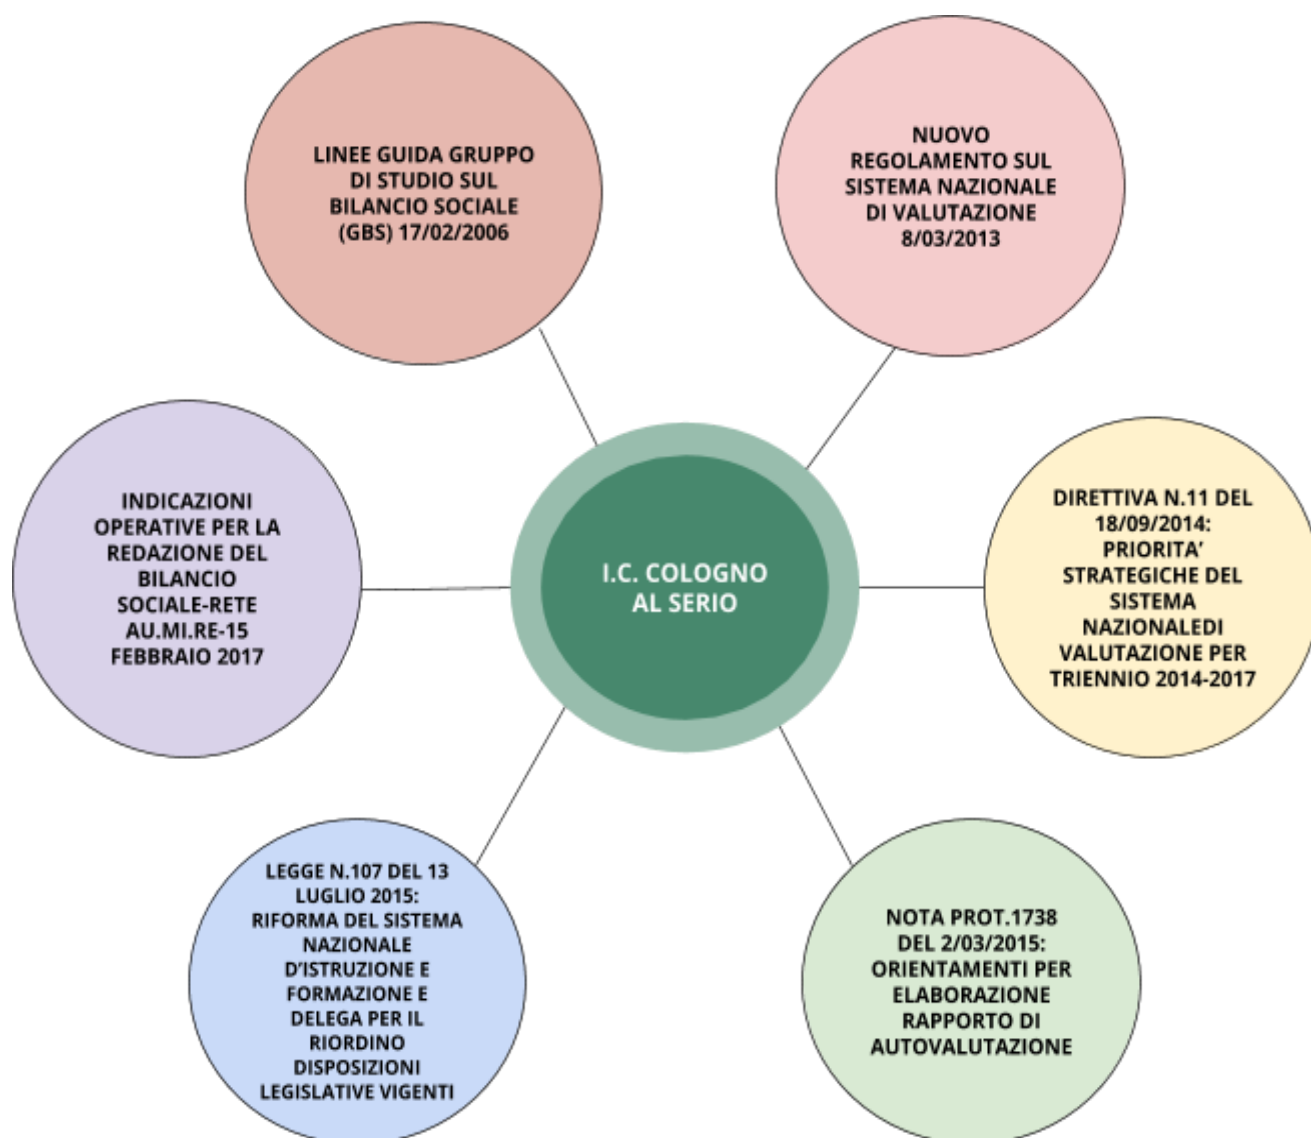 LINEE GUIDA GRUPPO
DI STUDIO SUL
BILANCIO SOCIALE
(GBS) 17/02/2006
NUOVO
REGOLAMENTO SUL
SISTEMA NAZIONALE
DI VALUTAZIONE
8/03/2013
INDICAZIONI
OPERATIVE PER LA
REDAZIONE DEL
BILANCIO
SOCIALE-RETE
AU.MI.RE-15
FEBBRAIO 2017
I.C. COLOGNO
AL SERIO
DIRETTIVA N.11 DEL
18/09/2014:
PRIORITA’
STRATEGICHE DEL
SISTEMA
NAZIONALEDI
VALUTAZIONE PER
TRIENNIO 2014-2017
LEGGE N.107 DEL 13
LUGLIO 2015:
RIFORMA DEL SISTEMA
NAZIONALE
D’ISTRUZIONE E
FORMAZIONE E
DELEGA PER IL
RIORDINO
DISPOSIZIONI
LEGISLATIVE VIGENTI
NOTA PROT.1738
DEL 2/03/2015:
ORIENTAMENTI PER
ELABORAZIONE
RAPPORTO DI
AUTOVALUTAZIONE